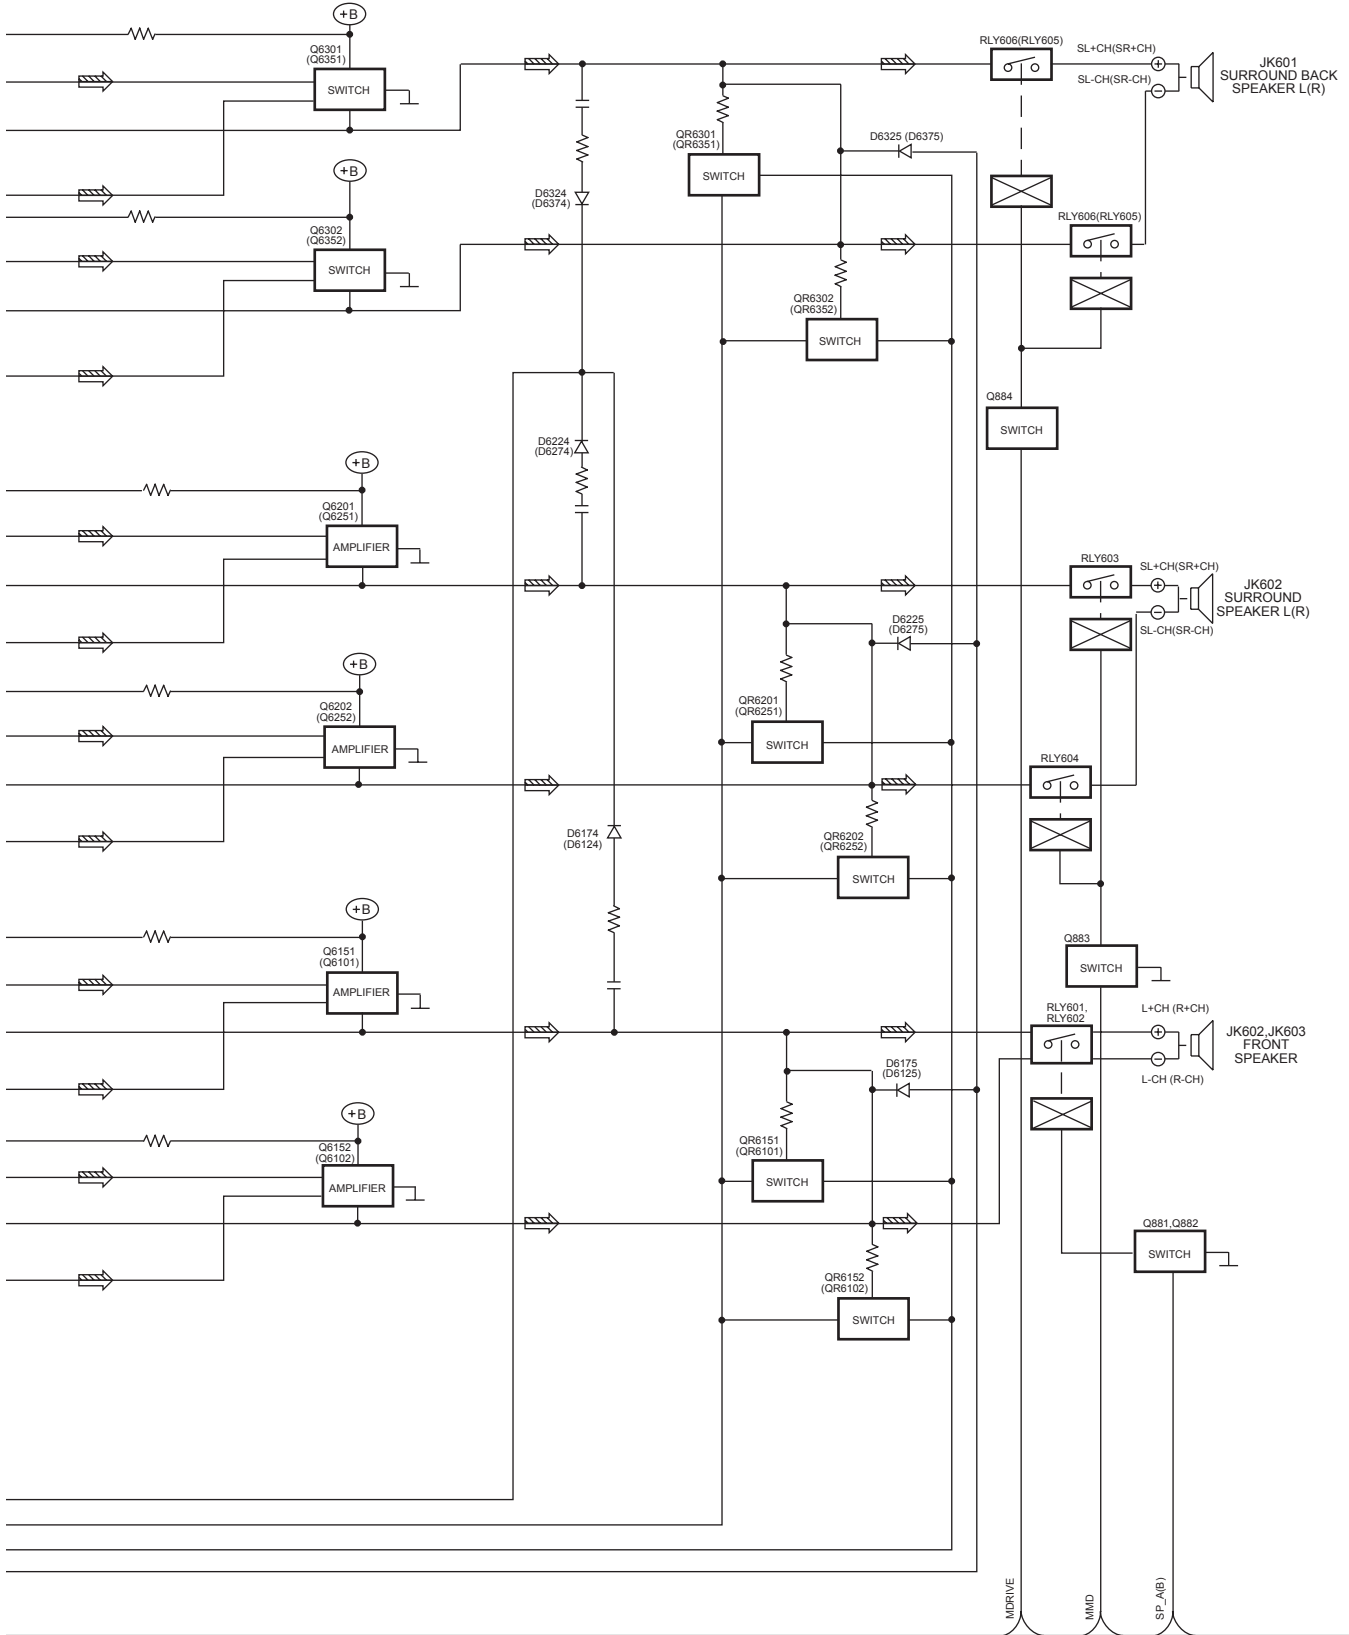 +B
Q6301
(Q6351)
SWITCH
RLY606(RLY605)
SL+CH(SR+CH)
SL-CH(SR-CH)
+
−
JK601
SURROUND BACK
SPEAKER L(R)
QR6301
(QR6351)
SWITCH
D6325 (D6375)
+B
D6324
(D6374)
Q6302
(Q6352)
SWITCH
RLY606(RLY605)
QR6302
(QR6352)
SWITCH
Q884
SWITCH
D6224
(D6274)
+B
Q6201
(Q6251)
AMPLIFIER
RLY603
SL+CH(SR+CH)
+
−
SL-CH(SR-CH)
JK602
SURROUND
SPEAKER L(R)
D6225
(D6275)
+B
Q6202
(Q6252)
AMPLIFIER
QR6201
(QR6251)
SWITCH
RLY604
D6174
(D6124)
QR6202
(QR6252)
SWITCH
+B
Q6151
(Q6101)
AMPLIFIER
Q883
SWITCH
RLY601,
RLY602
L+CH (R+CH)
+
−
L-CH (R-CH)
JK602,JK603
FRONT
SPEAKER
D6175
(D6125)
+B
Q6152
(Q6102)
AMPLIFIER
QR6151
(QR6101)
SWITCH
Q881,Q882
SWITCH
QR6152
(QR6102)
SWITCH
MDRIVE
MMD
SP_A(B)